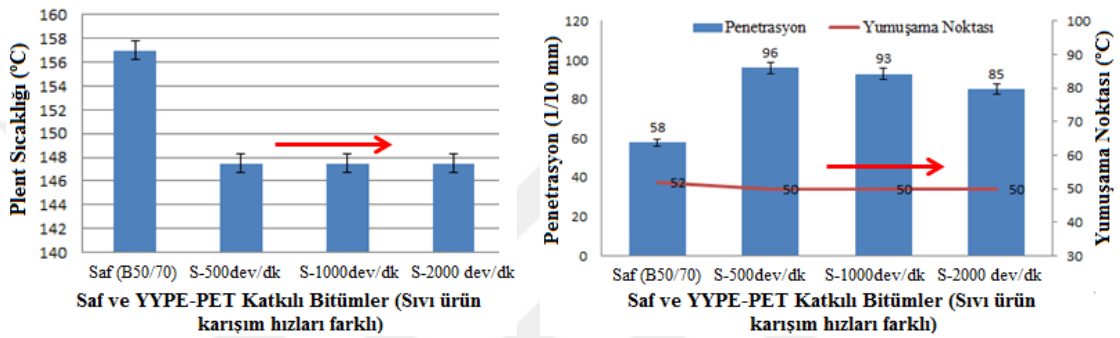 160
158
156
154
152
150
148
146
144
142
140
Plent Sıcaklığı (°C)
Saf (B50/70) S-500dev/dk S-1000dev/dk S-2000 dev/dk
Saf ve YYPE-PET Katkılı Bitümler (Sıvı ürün
karışım hızları farklı)
Penetrasyon Yumuşama Noktası
120
100
80
60
40
20
0
Penetrasyon (1/10 mm)
58 96 93 85
52 50 50 50
100
90
80
70
60
50
40
30
Yumuşama Noktası (°C)
Saf (B50/70) S-500dev/dk S-1000dev/dk S-2000 dev/dk
Saf ve YYPE-PET Katkılı Bitümler (Sıvı ürün
karışım hızları farklı)